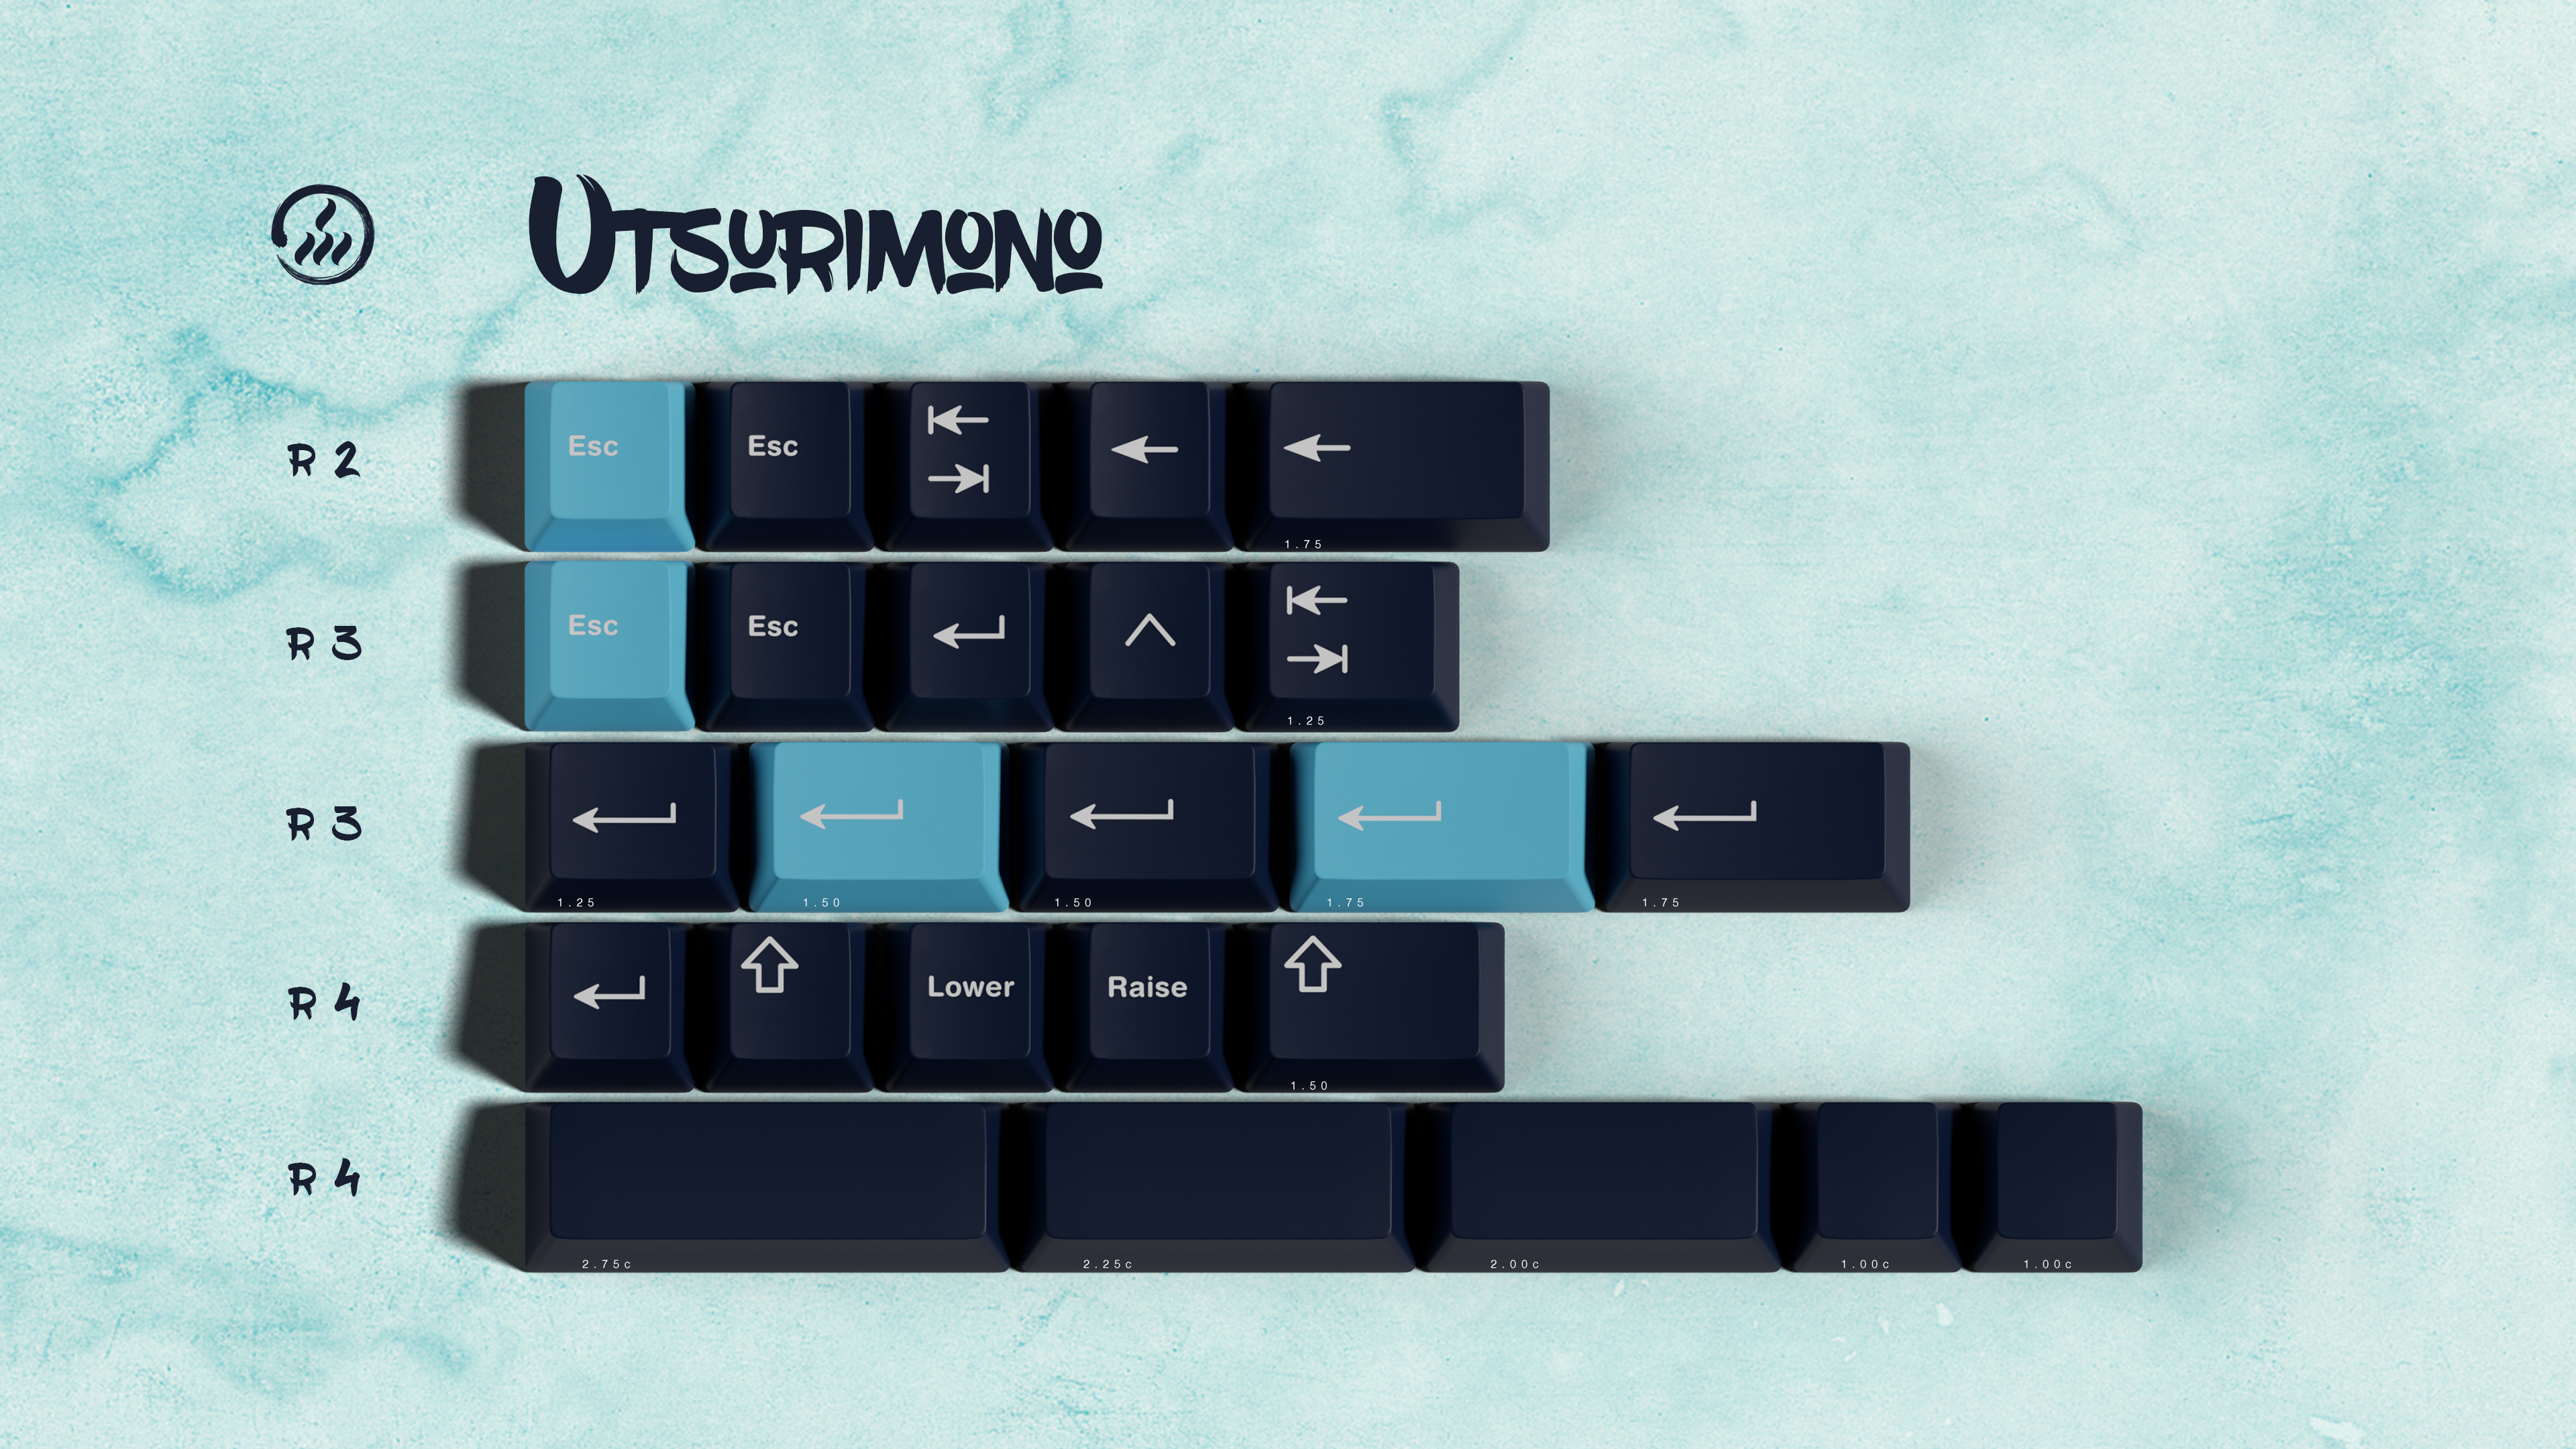 Utsurimono
R 2
Esc Esc
1.75
R 3
Esc Esc
1.25
R 3
1.25 1.50 1.50 1.75 1.75
R 4
Lower Raise
1.50
R 4
2.75c 2.25c 2.00c 1.00c 1.00c